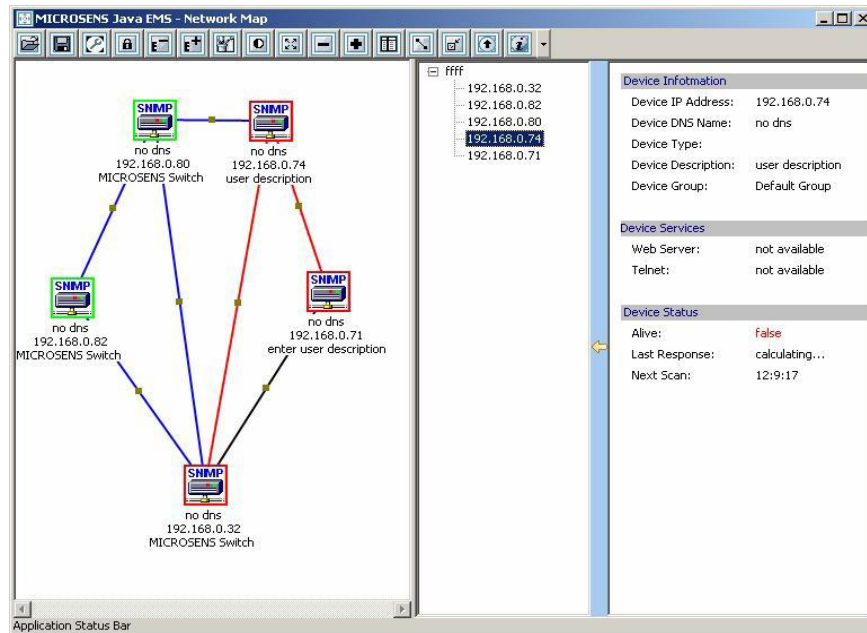 MICROSENS Java EMS - Network Map
SNMP
no dns
192.168.0.80
MICROSENS Switch
SNMP
no dns
192.168.0.74
user description
SNMP
no dns
192.168.0.82
MICROSENS Switch
SNMP
no dns
192.168.0.71
enter user description
SNMP
no dns
192.168.0.32
MICROSENS Switch
ffff
192.168.0.32
192.168.0.82
192.168.0.80
192.168.0.74
192.168.0.71
Device Infotmation
Device IP Address: 192.168.0.74
Device DNS Name: no dns
Device Type:
Device Description: user description
Device Group: Default Group
Device Services
Web Server: not available
Telnet: not available
Device Status
Alive: false
Last Response: calculating...
Next Scan: 12:9:17
Application Status Bar